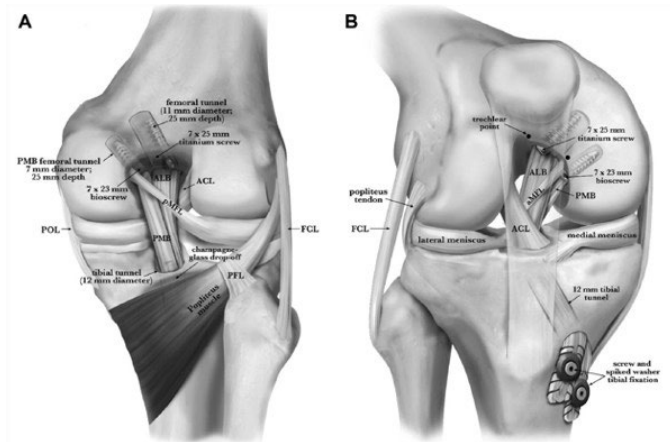 A
femoral tunnel
(11 mm diameter;
25 mm depth)
7 x 25 mm
titanium screw
PMB femoral tunnel
7 mm diameter;
25 mm depth
7 x 23 mm
bioscrew
ALB
ACL
pMFL
POL
PMB
FCL
champagne-
glass drop-off
tibial tunnel
(12 mm diameter)
PFL
Popliteus
muscle
B
trochlear
point
7 x 25 mm
titanium screw
7 x 23 mm
bioscrew
ALB
aMFL
PMB
popliteus
tendon
FCL
ACL
lateral meniscus
medial meniscus
12 mm tibial
tunnel
screw and
spiked washer
tibial fixation